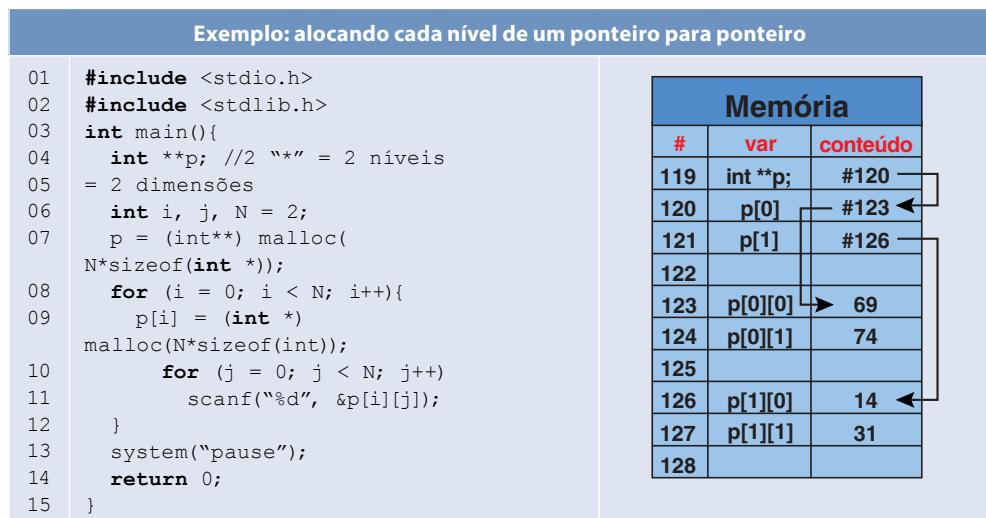 Exemplo: alocando cada nível de um ponteiro para ponteiro
01 #include <stdio.h>
02 #include <stdlib.h>
03 int main(){
04 int **p; //2 “*” = 2 níveis
05 = 2 dimensões
06 int i, j, N = 2;
07 p = (int**) malloc(
N*sizeof(int *));
08 for (i = 0; i < N; i++){
09 p[i] = (int *)
malloc(N*sizeof(int));
10 for (j = 0; j < N; j++)
11 scanf(“%d”, &p[i][j]);
12 }
13 system(“pause”);
14 return 0;
15 }
Memória
# var conteúdo
119 int **p; #120
120 p[0] #123
121 p[1] #126
122
123 p[0][0] 69
124 p[0][1] 74
125
126 p[1][0] 14
127 p[1][1] 31
128